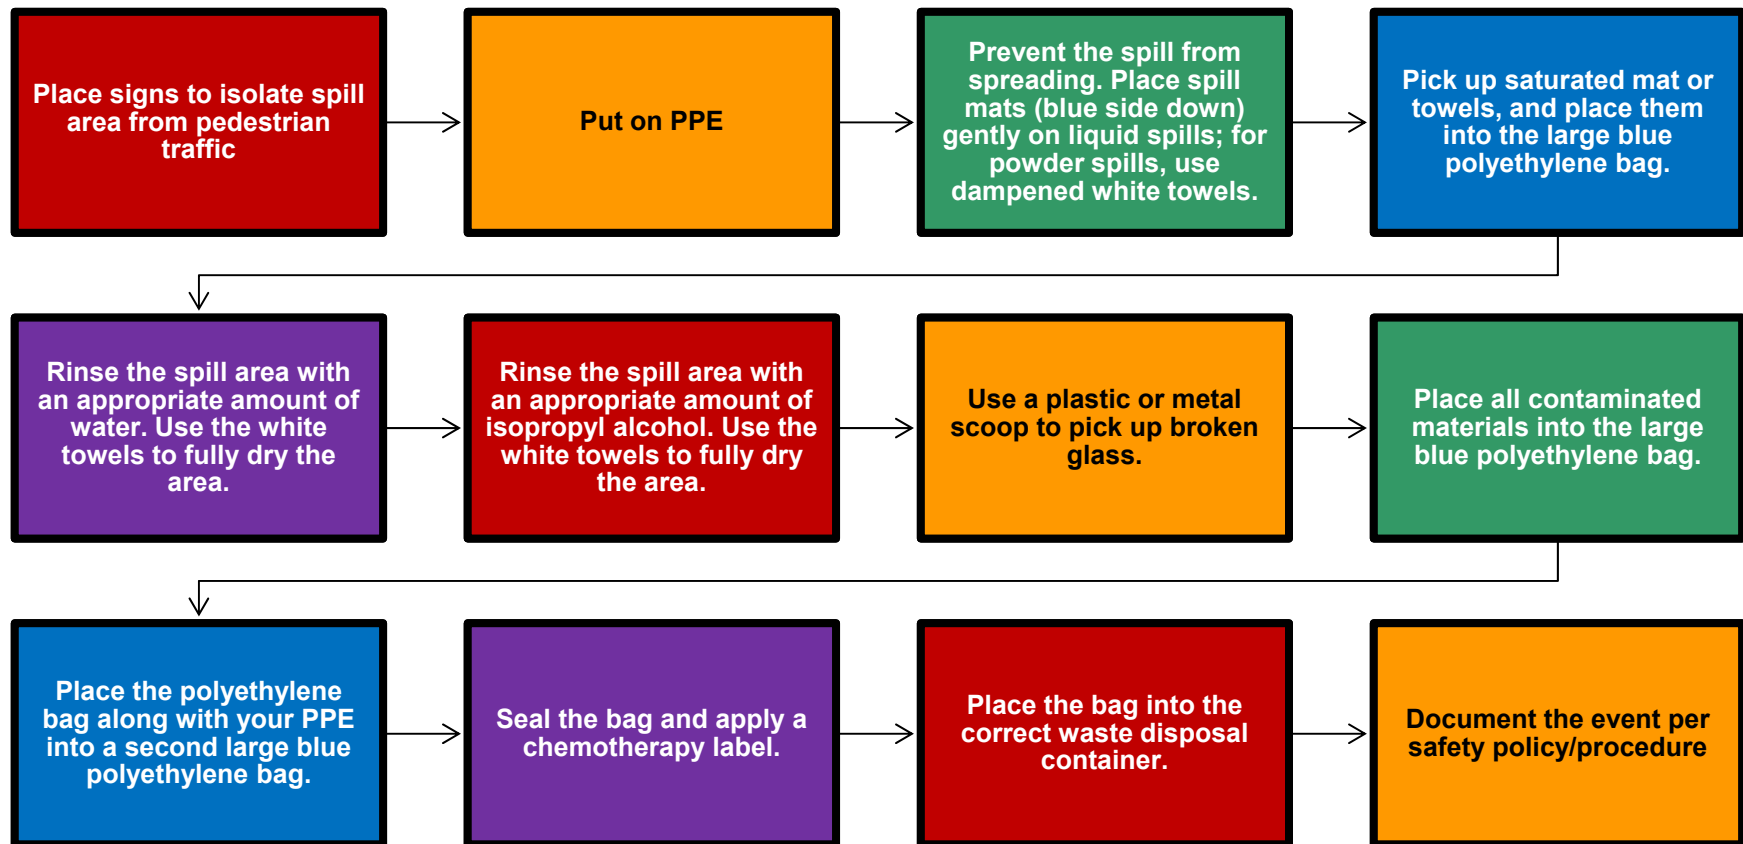 Place signs to isolate spill
area from pedestrian
traffic
Put on PPE
Prevent the spill from
spreading. Place spill
mats (blue side down)
gently on liquid spills; for
powder spills, use
dampened white towels.
Pick up saturated mat or
towels, and place them
into the large blue
polyethylene bag.
Rinse the spill area with
an appropriate amount of
water. Use the white
towels to fully dry the
area.
Rinse the spill area with
an appropriate amount of
isopropyl alcohol. Use the
white towels to fully dry
the area.
Use a plastic or metal
scoop to pick up broken
glass.
Place all contaminated
materials into the large
blue polyethylene bag.
Place the polyethylene
bag along with your PPE
into a second large blue
polyethylene bag.
Seal the bag and apply a
chemotherapy label.
Place the bag into the
correct waste disposal
container.
Document the event per
safety policy/procedure